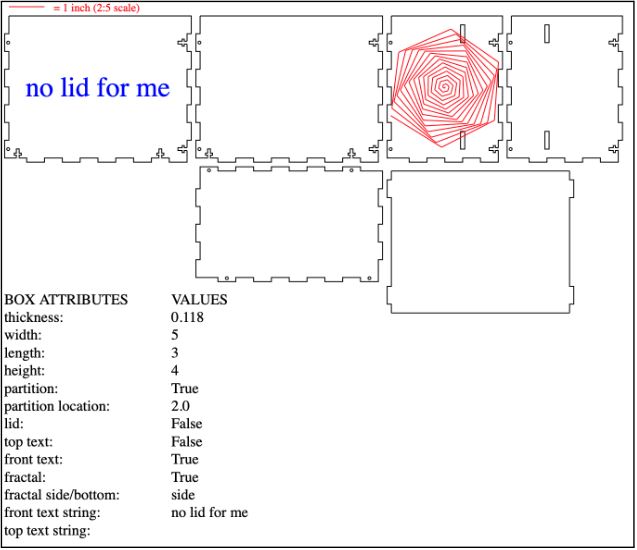 = 1 inch (2:5 scale)
no lid for me
BOX ATTRIBUTES VALUES
thickness: 0.118
width: 5
length: 3
height: 4
partition: True
partition location: 2.0
lid: False
top text: False
front text: True
fractal: True
fractal side/bottom: side
front text string: no lid for me
top text string: